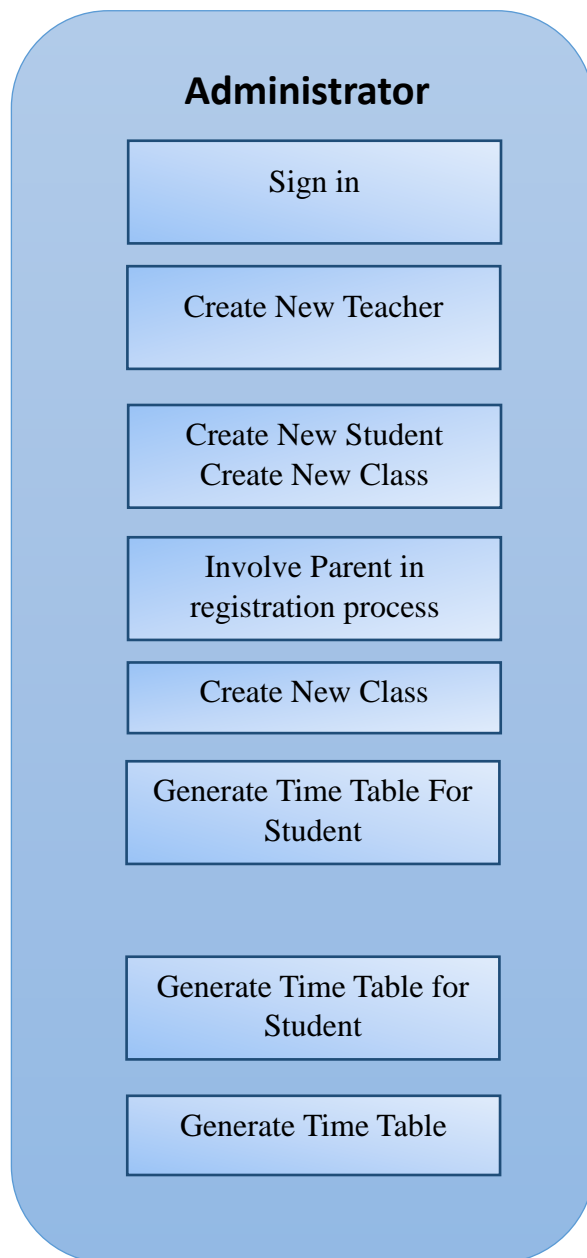 Administrator
Sign in
Create New Teacher
Create New Student
Create New Class
Involve Parent in
registration process
Create New Class
Generate Time Table For
Student
Generate Time Table for
Student
Generate Time Table